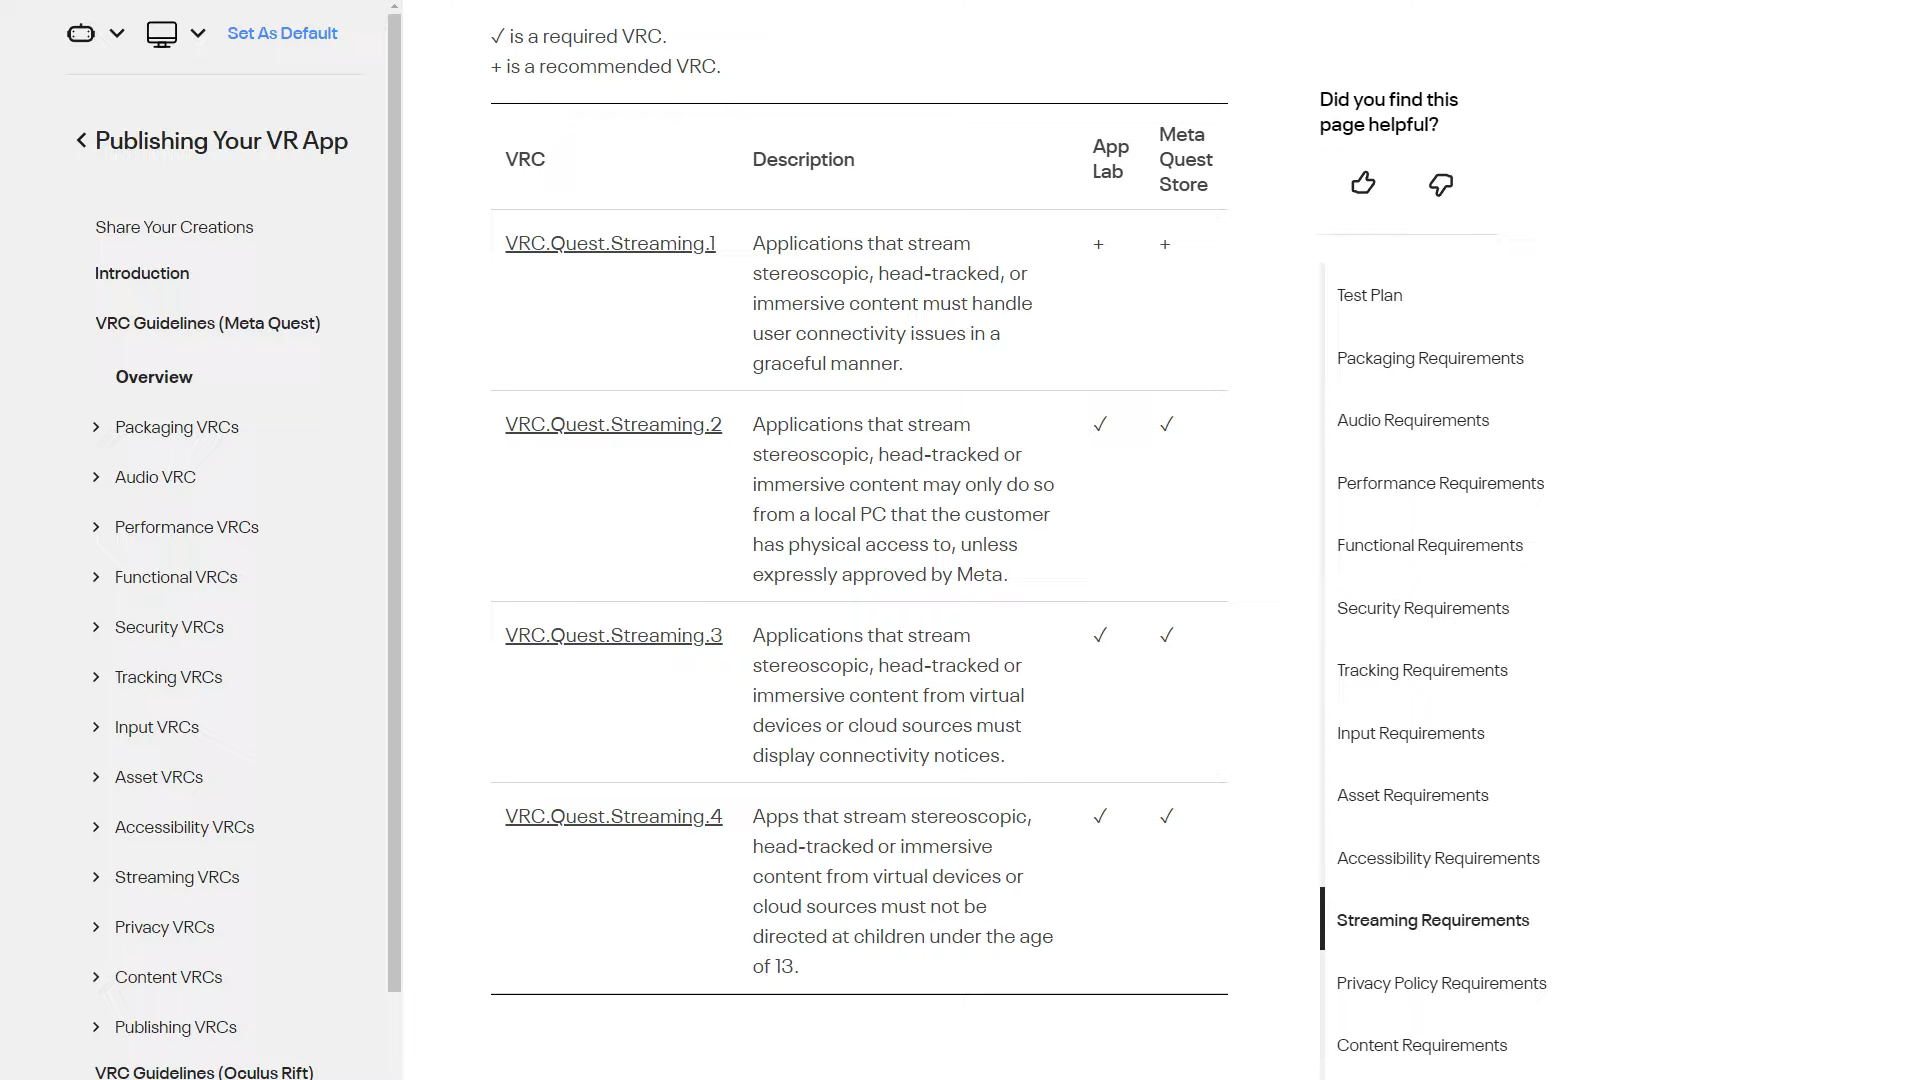 Set As Default
Publishing Your VR App
Share Your Creations
Introduction
VRC Guidelines (Meta Quest)
Overview
Packaging VRCs
Audio VRC
Performance VRCs
Functional VRCs
Security VRCs
Tracking VRCs
Input VRCs
Asset VRCs
Accessibility VRCs
Streaming VRCs
Privacy VRCs
Content VRCs
Publishing VRCs
VRC Guidelines (Oculus Rift)
✓ is a required VRC.
+ is a recommended VRC.
VRC
Description
App
Lab
Meta
Quest
Store
VRC.Quest.Streaming.1
Applications that stream
stereoscopic, head-tracked, or
immersive content must handle
user connectivity issues in a
graceful manner.
+
+
VRC.Quest.Streaming.2
Applications that stream
stereoscopic, head-tracked or
immersive content may only do so
from a local PC that the customer
has physical access to, unless
expressly approved by Meta.
✓
✓
VRC.Quest.Streaming.3
Applications that stream
stereoscopic, head-tracked or
immersive content from virtual
devices or cloud sources must
display connectivity notices.
✓
✓
VRC.Quest.Streaming.4
Apps that stream stereoscopic,
head-tracked or immersive
content from virtual devices or
cloud sources must not be
directed at children under the age
of 13.
✓
✓
Did you find this
page helpful?
Test Plan
Packaging Requirements
Audio Requirements
Performance Requirements
Functional Requirements
Security Requirements
Tracking Requirements
Input Requirements
Asset Requirements
Accessibility Requirements
Streaming Requirements
Privacy Policy Requirements
Content Requirements